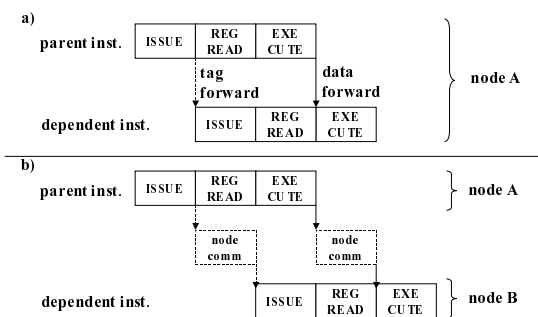 a)
parent inst.
ISSUE
REG READ
EXE CUTE
tag forward
data forward
node A
dependent inst.
ISSUE
REG READ
EXE CUTE
b)
parent inst.
ISSUE
REG READ
EXE CUTE
node A
node comm
node comm
dependent inst.
ISSUE
REG READ
EXE CUTE
node B